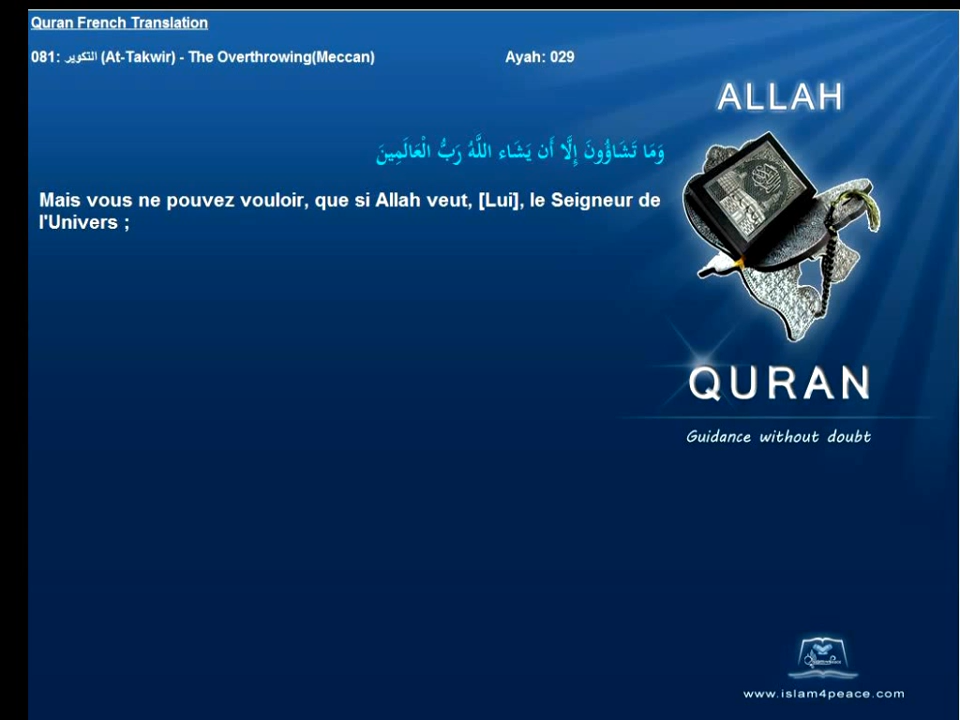 Quran French Translation
081: التكوير (At-Takwir) - The Overthrowing(Meccan) Ayah: 029
ALLAH
وَمَا تَشَاؤُونَ إِلَّا أَن يَشَاء اللَّهُ رَبُّ الْعَالَمِينَ
Mais vous ne pouvez vouloir, que si Allah veut, [Lui], le Seigneur de
l'Univers ;
QURAN
Guidance without doubt
www.islam4peace.com